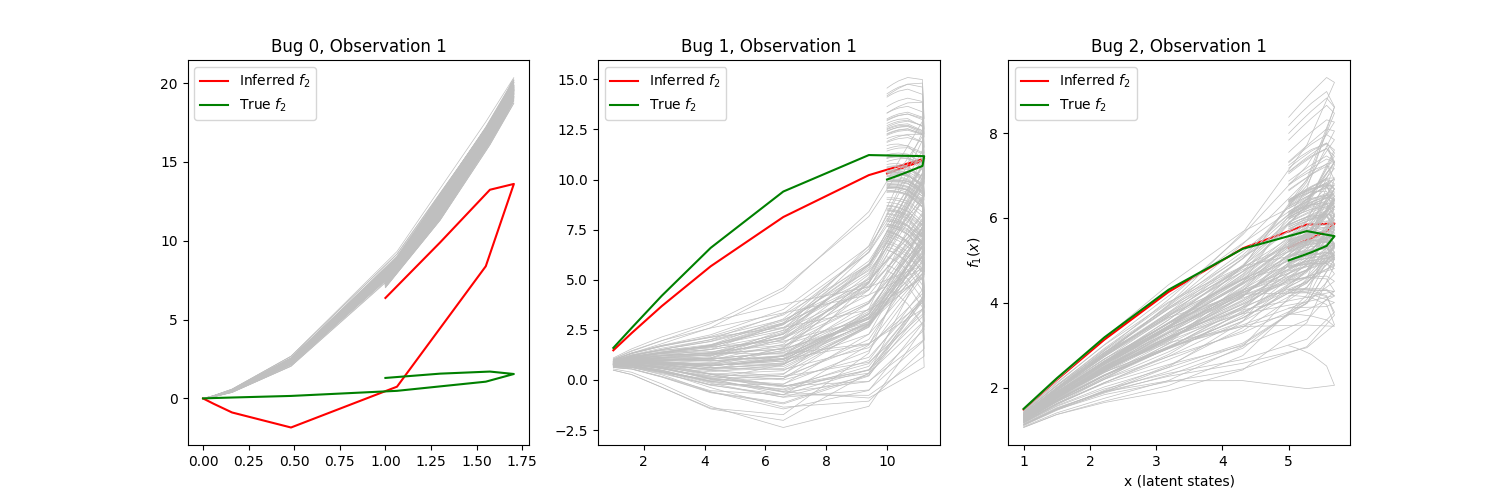 Bug 0, Observation 1
Inferred f₂
True f₂
20
15
10
5
0
0.00 0.25 0.50 0.75 1.00 1.25 1.50 1.75
Bug 1, Observation 1
Inferred f₂
True f₂
15.0
12.5
10.0
7.5
5.0
2.5
0.0
−2.5
2 4 6 8 10
Bug 2, Observation 1
Inferred f₂
True f₂
f₁(x)
8
6
4
2
1 2 3 4 5
x (latent states)